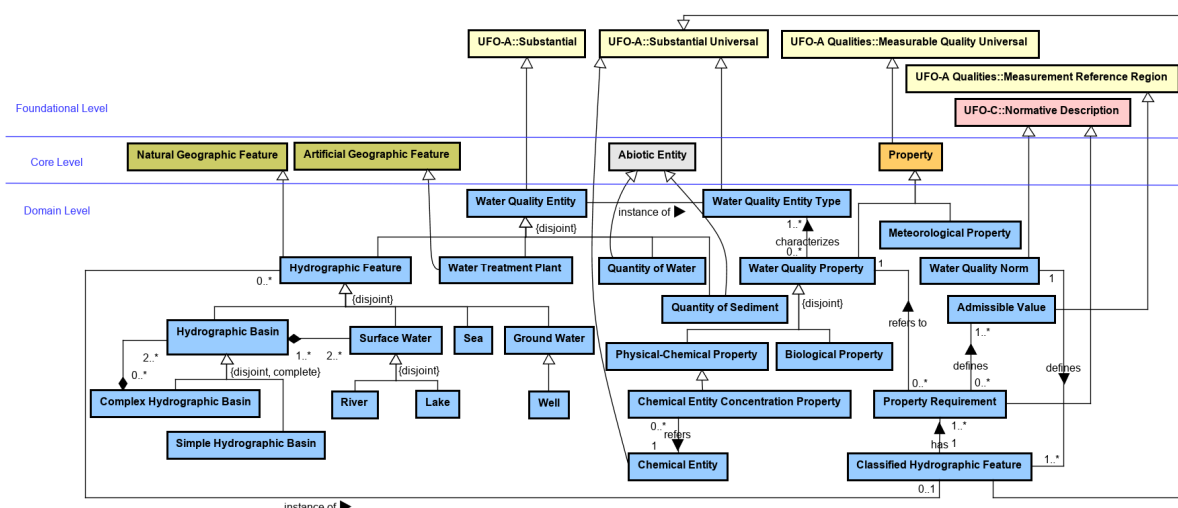 UFO-A::Substantial
UFO-A::Substantial Universal
UFO-A Qualities::Measurable Quality Universal
UFO-A Qualities::Measurement Reference Region
Foundational Level
UFO-C::Normative Description
Natural Geographic Feature
Artificial Geographic Feature
Abiotic Entity
Property
Core Level
Domain Level
Water Quality Entity
instance of
Water Quality Entity Type
{disjoint}
1..*
characterizes
0..*
Meteorological Property
Hydrographic Feature
0..*
Water Treatment Plant
Quantity of Water
Water Quality Property
1
Water Quality Norm
1
{disjoint}
Quantity of Sediment
{disjoint}
Admissible Value
refers to
1..*
Hydrographic Basin
1..*
2..*
Surface Water
Sea
Ground Water
2..*
0..*
{disjoint, complete}
{disjoint}
Physical-Chemical Property
Biological Property
defines
defines
0..*
0..*
Complex Hydrographic Basin
River
Lake
Well
Chemical Entity Concentration Property
Property Requirement
0..*
refers
1
1..*
has
1
Simple Hydrographic Basin
Chemical Entity
Classified Hydrographic Feature
1..*
0..1
instance of